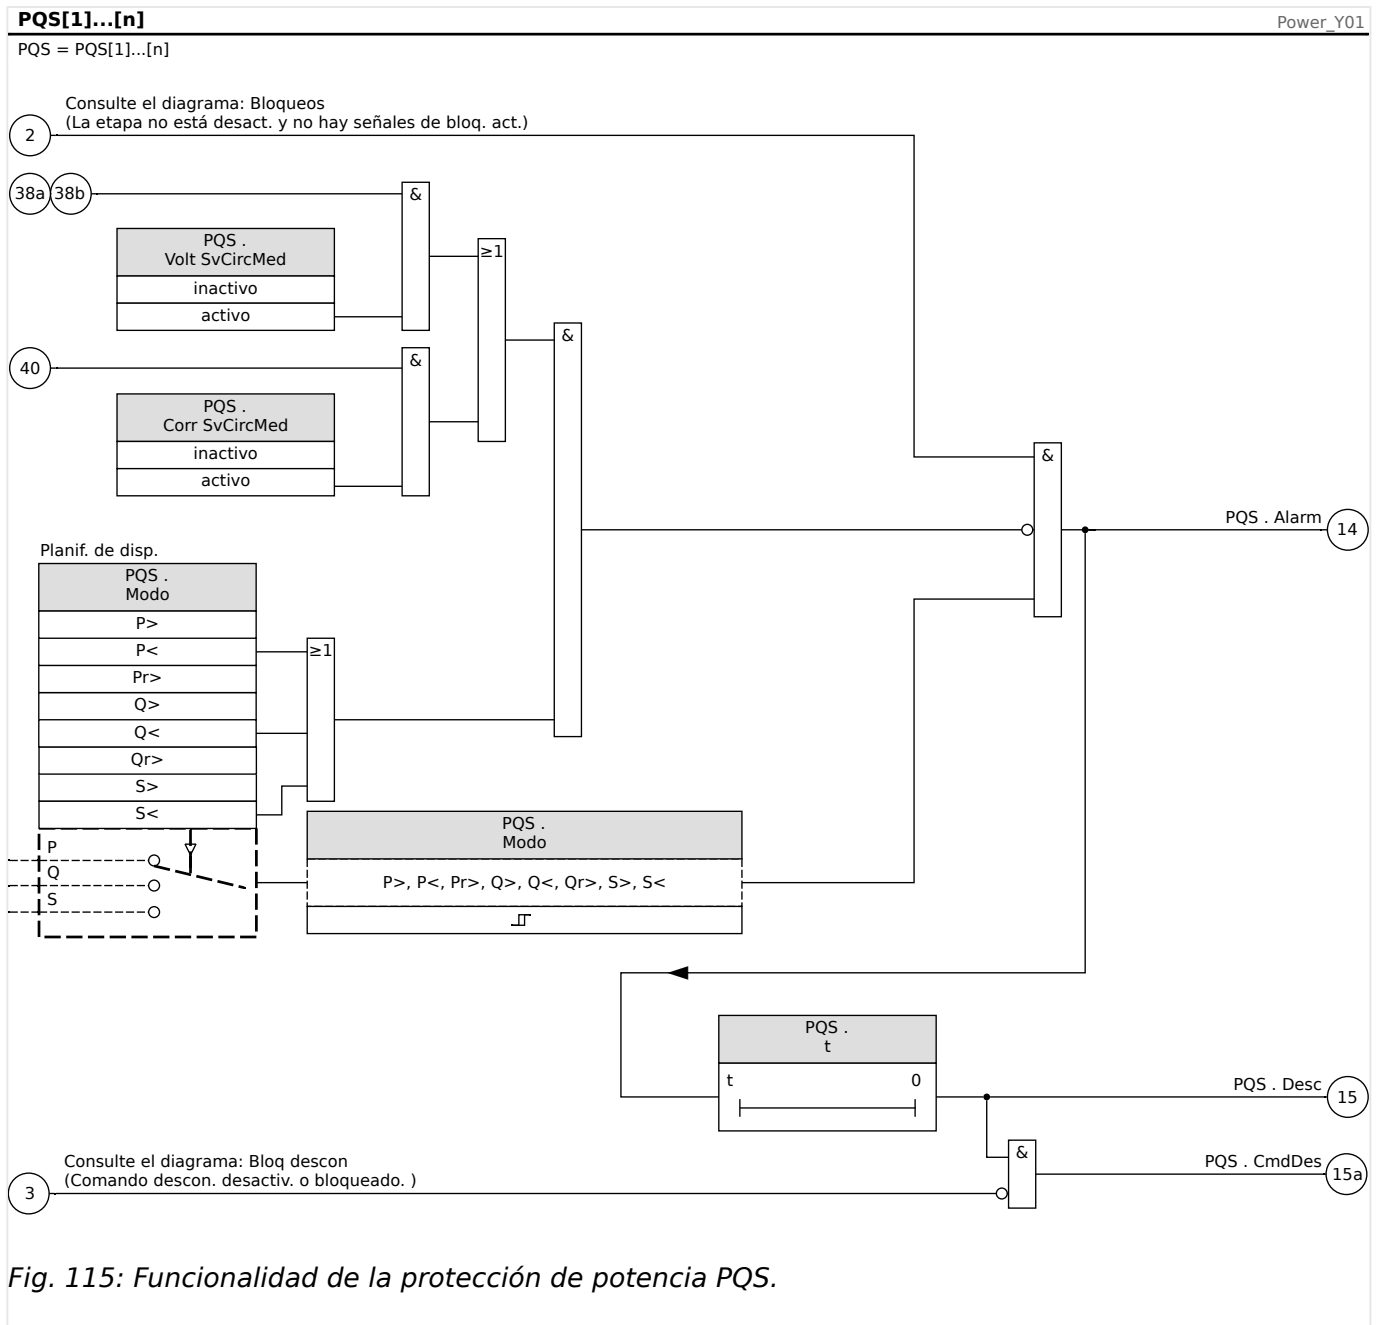 PQS[1]...[n]
Power_Y01
PQS = PQS[1]...[n]
Consulte el diagrama: Bloqueos
(La etapa no está desact. y no hay señales de bloq. act.)
2
38a
38b
&
PQS .
Volt SvCircMed
inactivo
activo
≥1
&
40
&
PQS .
Corr SvCircMed
inactivo
activo
&
PQS . Alarm
14
Planif. de disp.
PQS .
Modo
P>
P<
Pr>
Q>
Q<
Qr>
S>
S<
≥1
P
Q
S
PQS .
Modo
P>, P<, Pr>, Q>, Q<, Qr>, S>, S<
PQS .
t
t
0
PQS . Desc
15
&
PQS . CmdDes
15a
Consulte el diagrama: Bloq descon
(Comando descon. desactiv. o bloqueado. )
3
Fig. 115: Funcionalidad de la protección de potencia PQS.